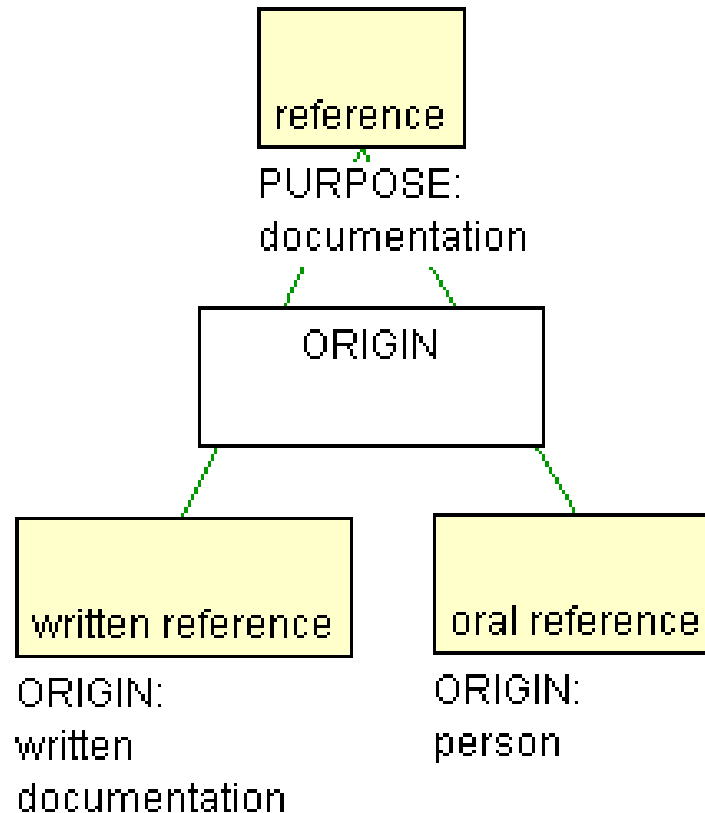 reference
PURPOSE:
documentation
ORIGIN
written reference
ORIGIN:
written
documentation
oral reference
ORIGIN:
person